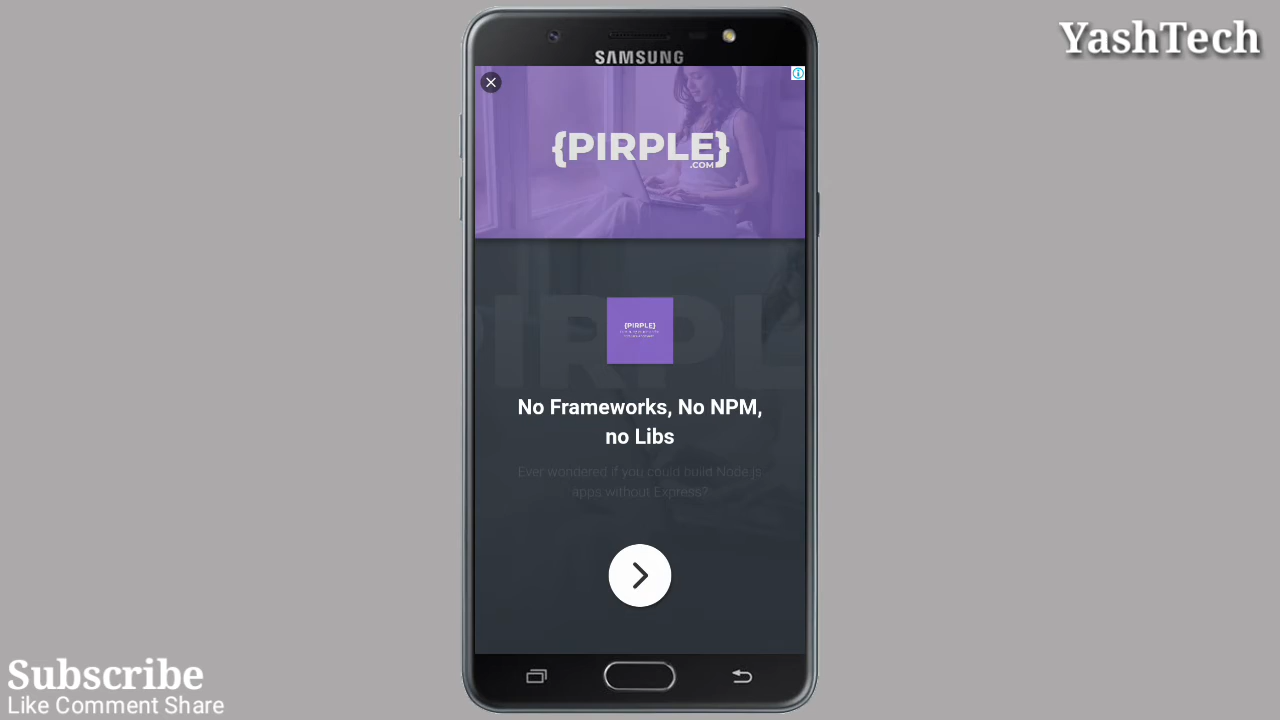 YashTech
SAMSUNG
{PIRPLE}
.COM
PIRPL
{PIRPLE}
No Frameworks, No NPM,
no Libs
Ever wondered if you could build Node.js
apps without Express?
Subscribe
Like Comment Share